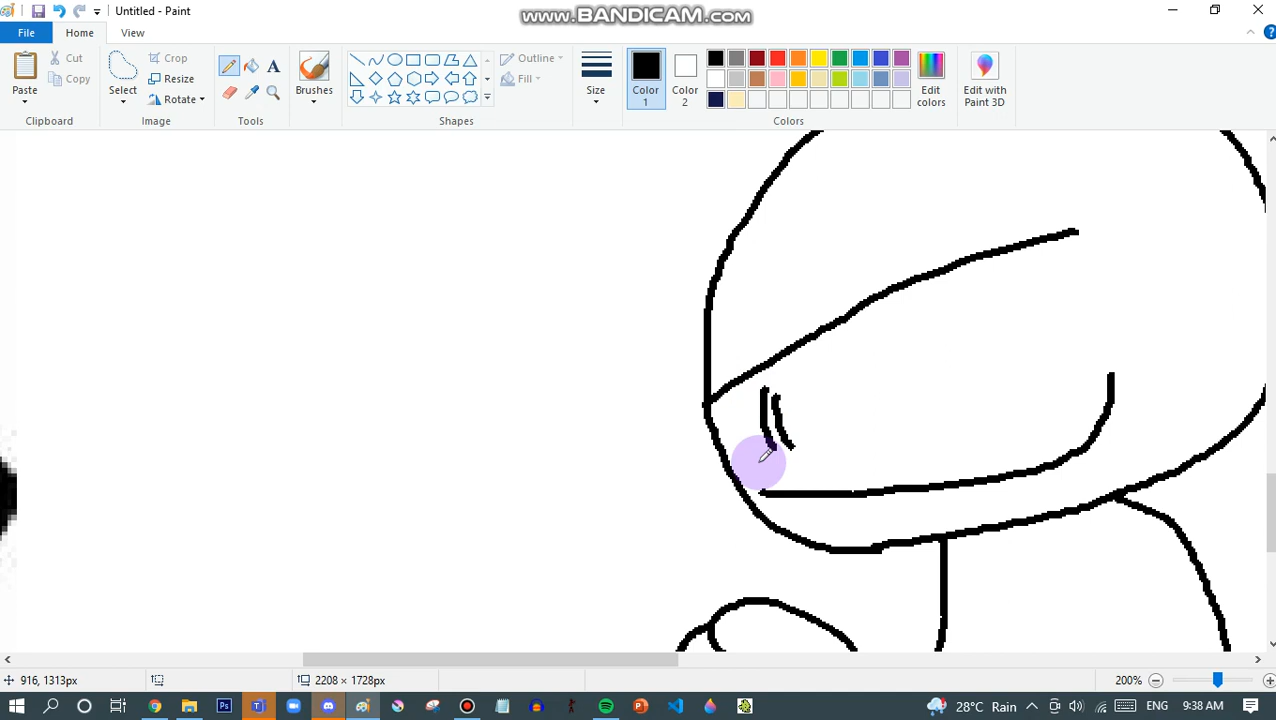 Untitled - Paint
www.BANDICAM.com
File
Home
View
Paste
Cut
Copy
Select
Crop
Resize
Rotate
Brushes
Outline
Fill
Size
Color 1
Color 2
Edit colors
Edit with Paint 3D
Clipboard
Image
Tools
Shapes
Colors
916, 1313px
2208 × 1728px
200%
28°C Rain
ENG
9:38 AM